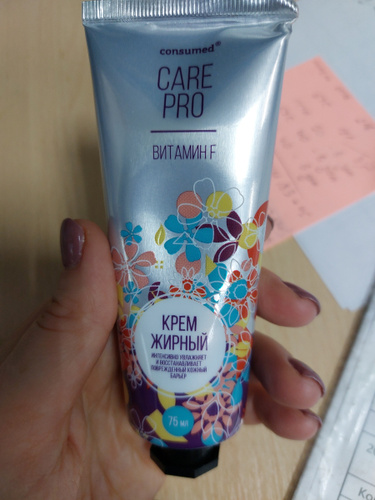 consumed®
CARE
PRO
ВИТАМИН F
КРЕМ
ЖИРНЫЙ
ИНТЕНСИВНО УВЛАЖНЯЕТ
И ВОССТАНАВЛИВАЕТ
ПОВРЕЖДЕННЫЙ КОЖНЫЙ
БАРЬЕР
75 мл